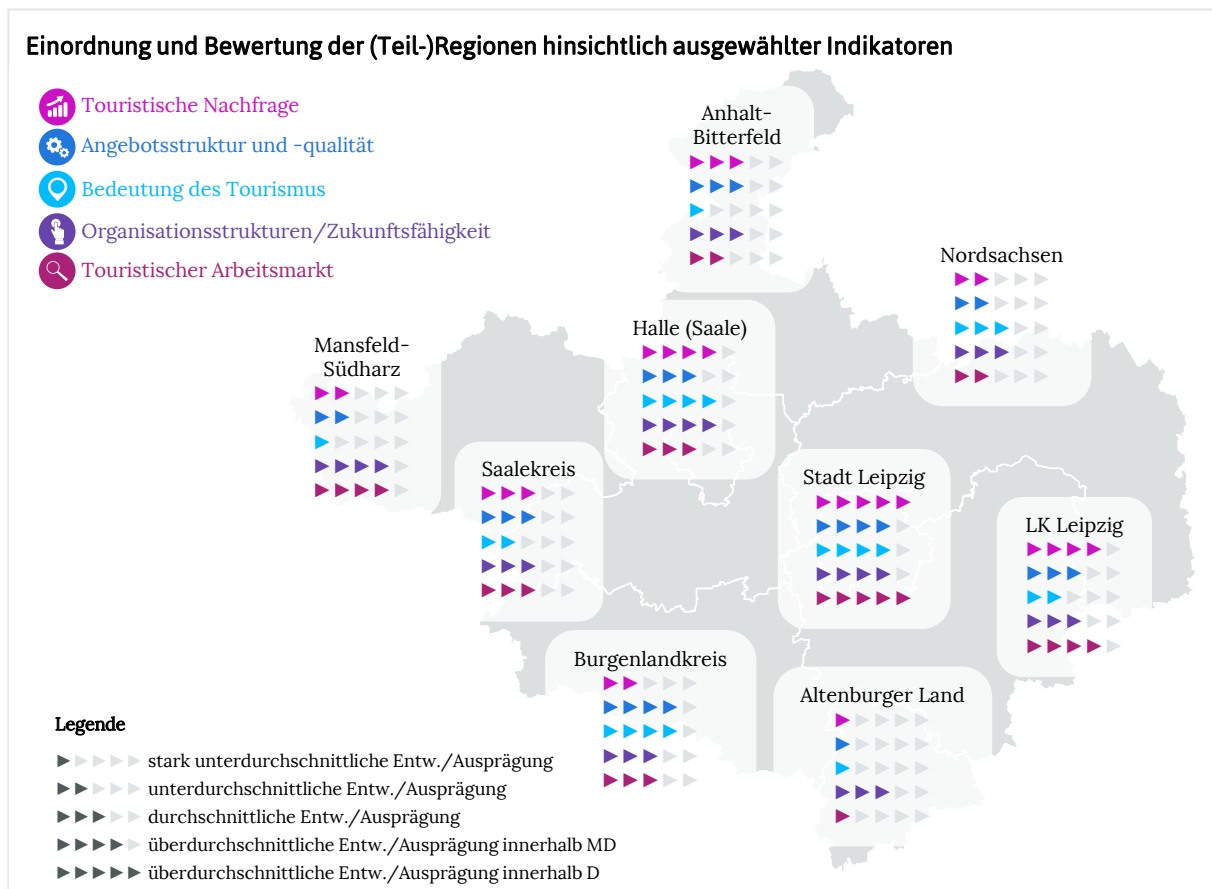 Einordnung und Bewertung der (Teil-)Regionen hinsichtlich ausgewählter Indikatoren
Touristische Nachfrage
Angebotsstruktur und -qualität
Bedeutung des Tourismus
Organisationsstrukturen/Zukunftsfähigkeit
Touristischer Arbeitsmarkt
Anhalt-
Bitterfeld
Nordsachsen
Halle (Saale)
Mansfeld-
Südharz
Saalekreis
Stadt Leipzig
LK Leipzig
Burgenlandkreis
Altenburger Land
Legende
stark unterdurchschnittliche Entw./Ausprägung
unterdurchschnittliche Entw./Ausprägung
durchschnittliche Entw./Ausprägung
überdurchschnittliche Entw./Ausprägung innerhalb MD
überdurchschnittliche Entw./Ausprägung innerhalb D